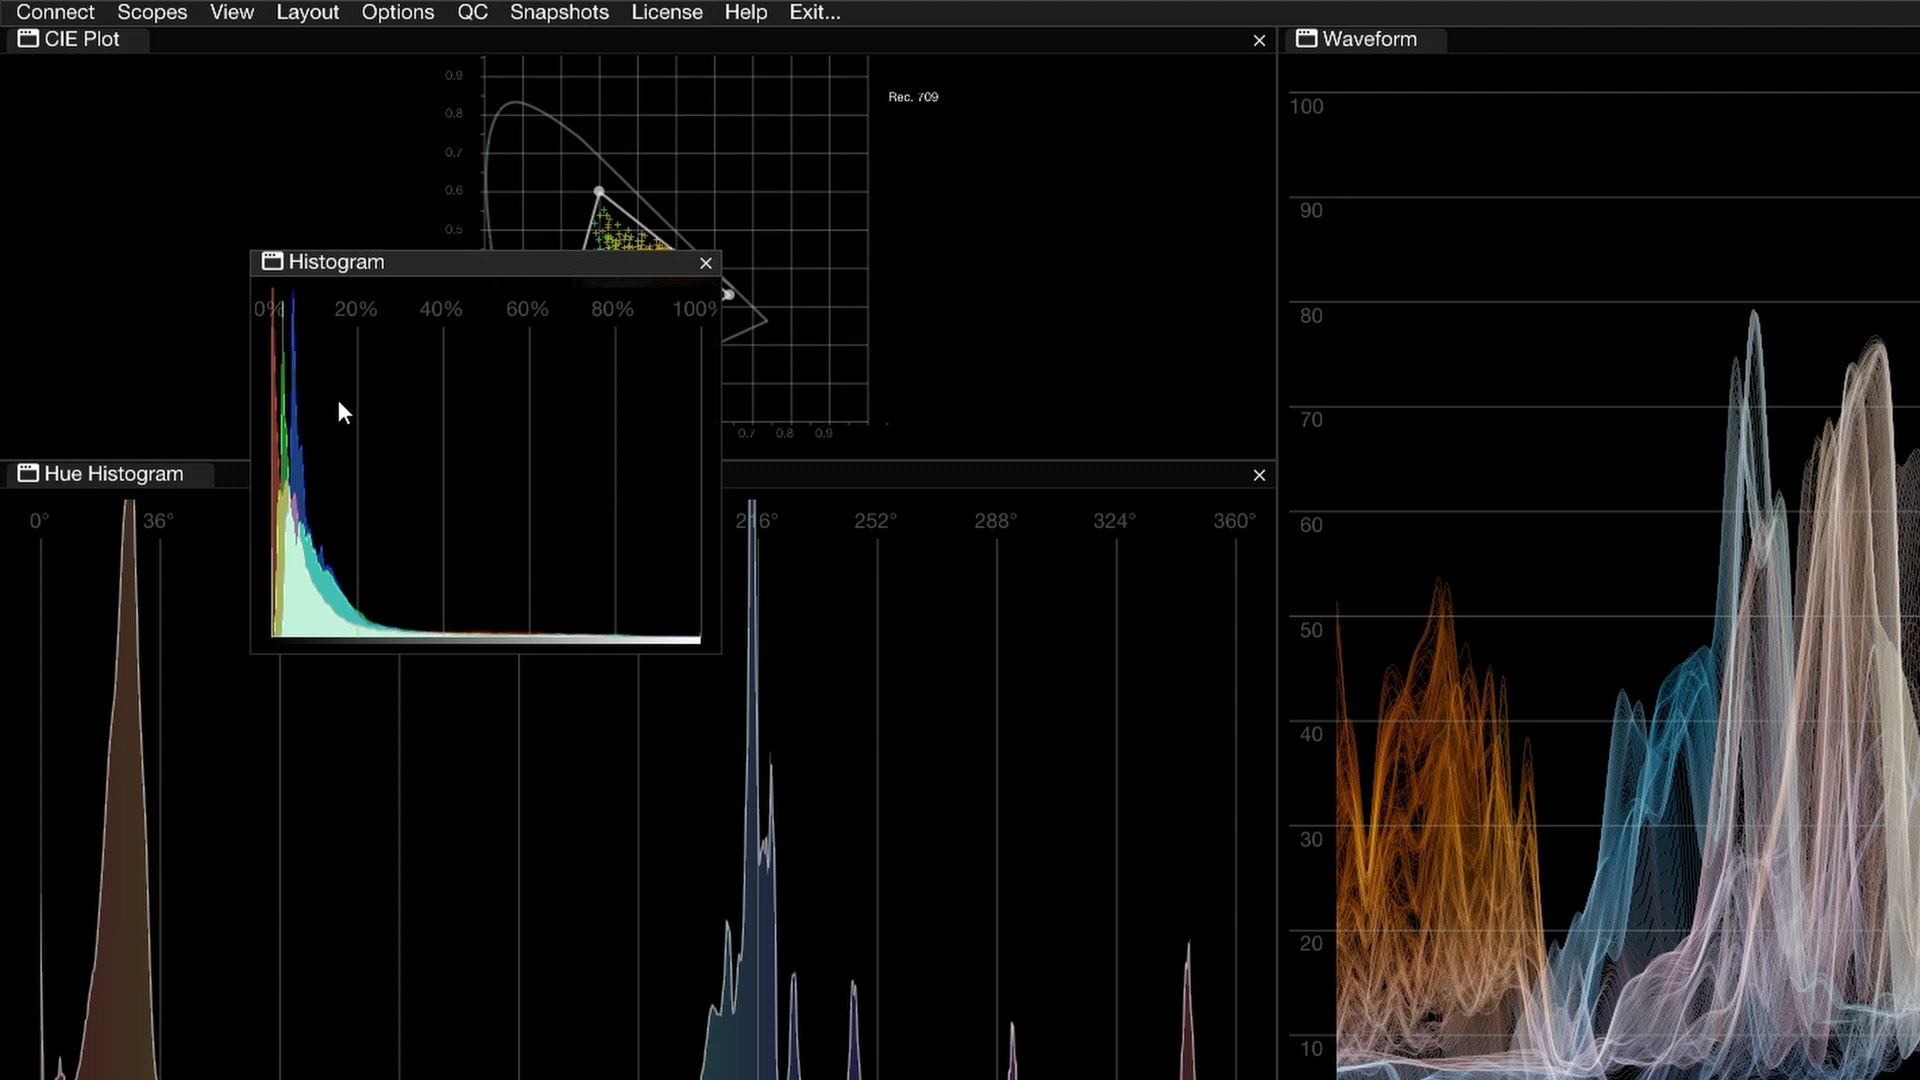 Connect Scopes View Layout Options QC Snapshots License Help Exit...
CIE Plot
0.9
0.8
0.7
0.6
0.5
Rec. 709
0.7 0.8 0.9
Histogram
0% 20% 40% 60% 80% 100%
Hue Histogram
0° 36° 216° 252° 288° 324° 360°
Waveform
100
90
80
70
60
50
40
30
20
10